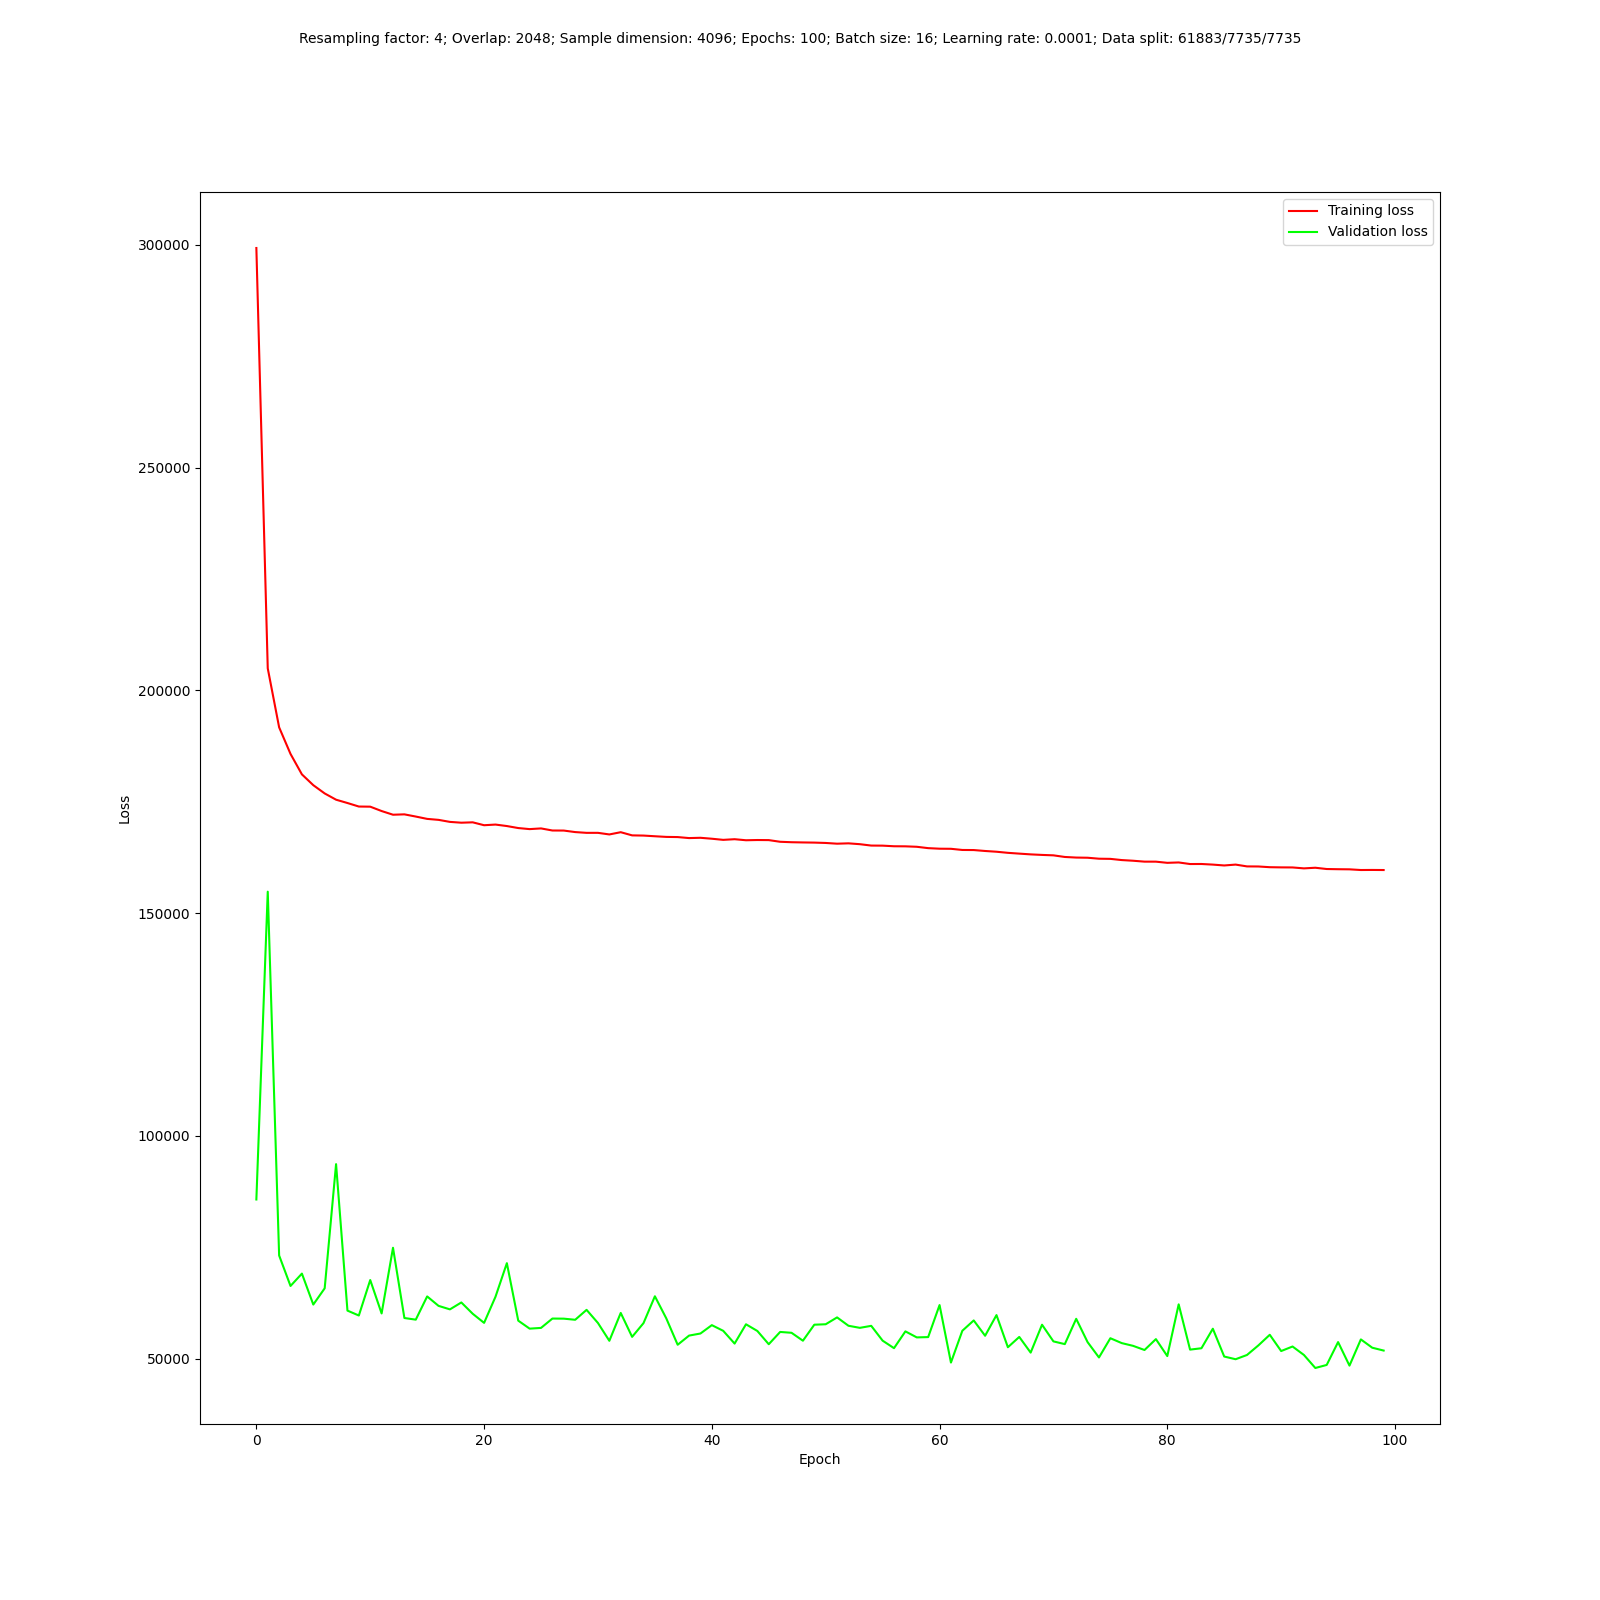 Resampling factor: 4; Overlap: 2048; Sample dimension: 4096; Epochs: 100; Batch size: 16; Learning rate: 0.0001; Data split: 61883/7735/7735
Training loss
Validation loss
300000
250000
200000
150000
100000
50000
Loss
0
20
40
60
80
100
Epoch